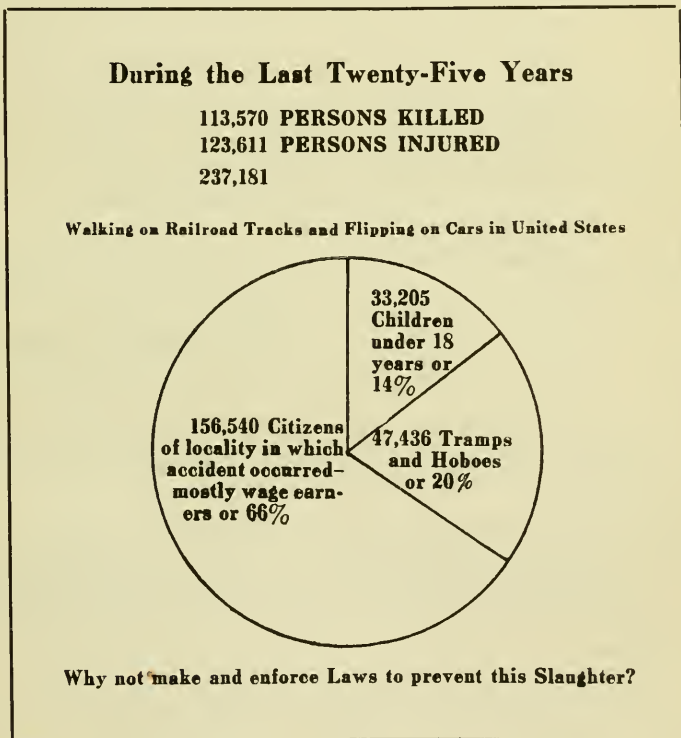 During the Last Twenty-Five Years
113,570 PERSONS KILLED
123,611 PERSONS INJURED
237,181
Walking on Railroad Tracks and Flipping on Cars in United States
33,205
Children
under 18
years or
14%
156,540 Citizens
of locality in which
accident occurred–
mostly wage earn-
ers or 66%
47,436 Tramps
and Hoboes
or 20%
Why not make and enforce Laws to prevent this Slaughter?